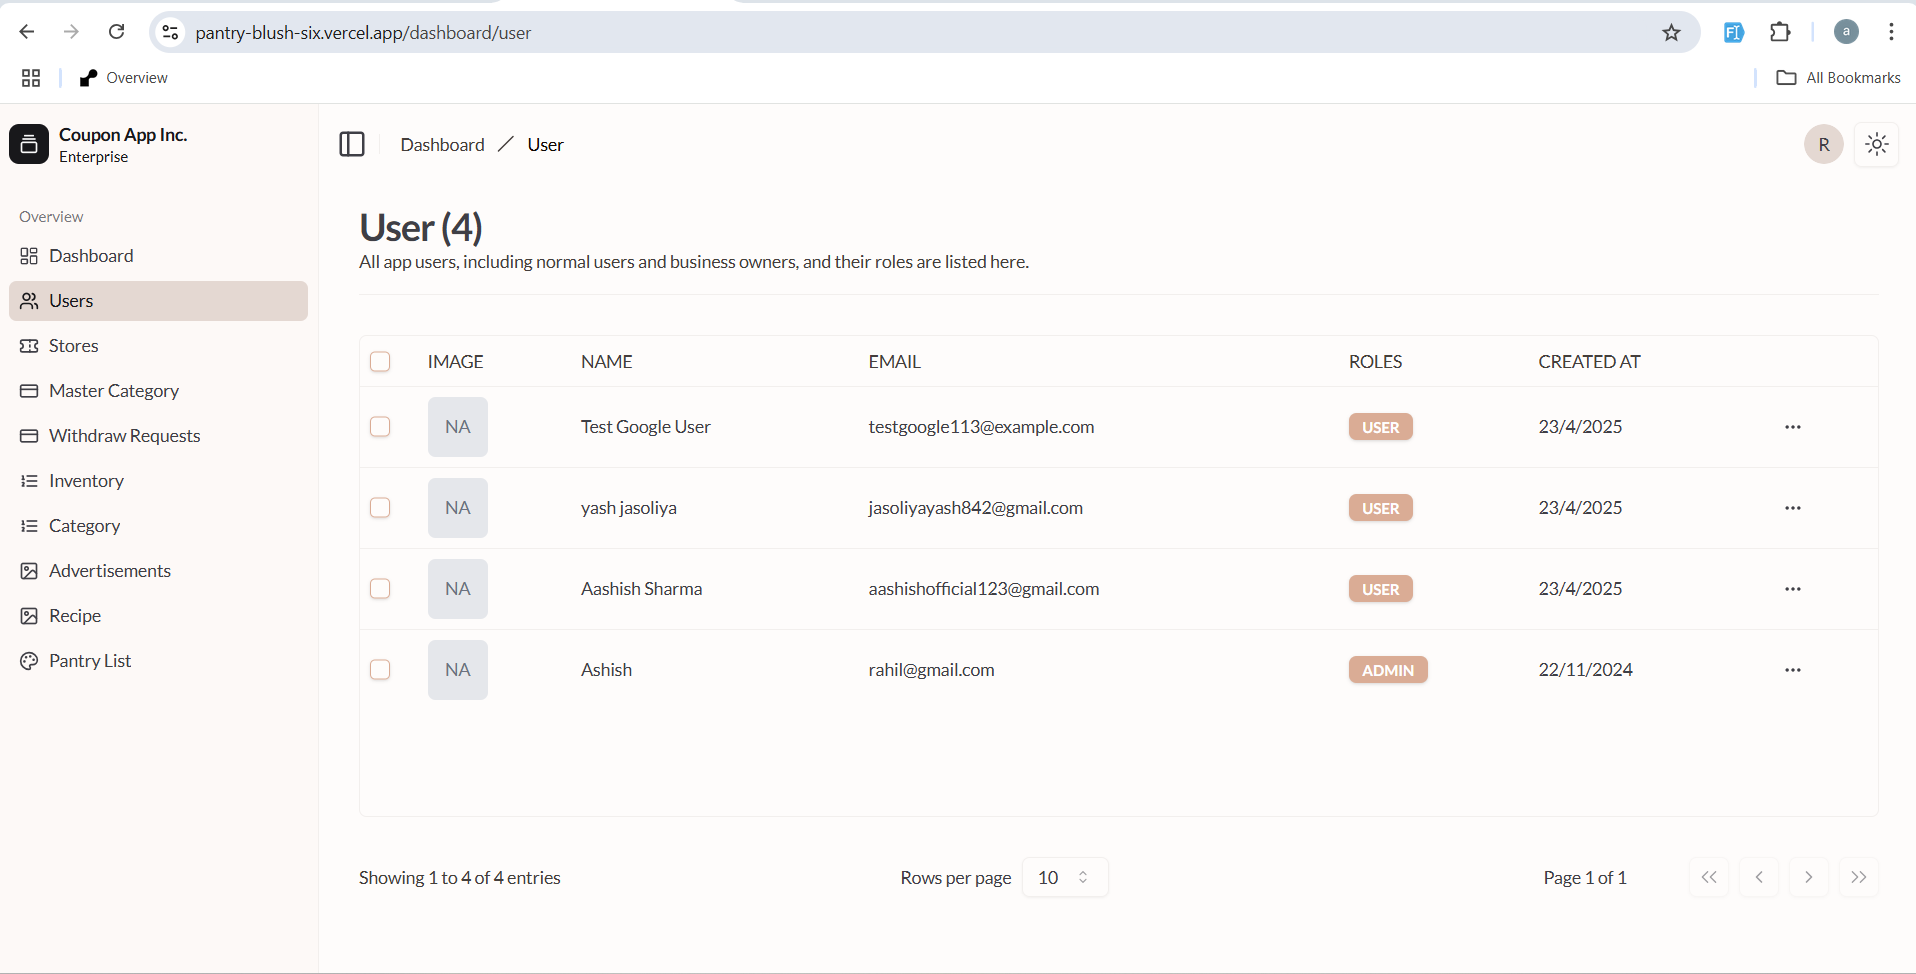 pantry-blush-six.vercel.app/dashboard/user
a
Overview
All Bookmarks
Coupon App Inc.
Enterprise
Dashboard / User
R
Overview
Dashboard
Users
Stores
Master Category
Withdraw Requests
Inventory
Category
Advertisements
Recipe
Pantry List
User (4)
All app users, including normal users and business owners, and their roles are listed here.
IMAGE NAME EMAIL ROLES CREATED AT
NA Test Google User testgoogle113@example.com USER 23/4/2025 ...
NA yash jasoliya jasoliyayash842@gmail.com USER 23/4/2025 ...
NA Aashish Sharma aashishofficial123@gmail.com USER 23/4/2025 ...
NA Ashish rahil@gmail.com ADMIN 22/11/2024 ...
Showing 1 to 4 of 4 entries Rows per page 10 Page 1 of 1